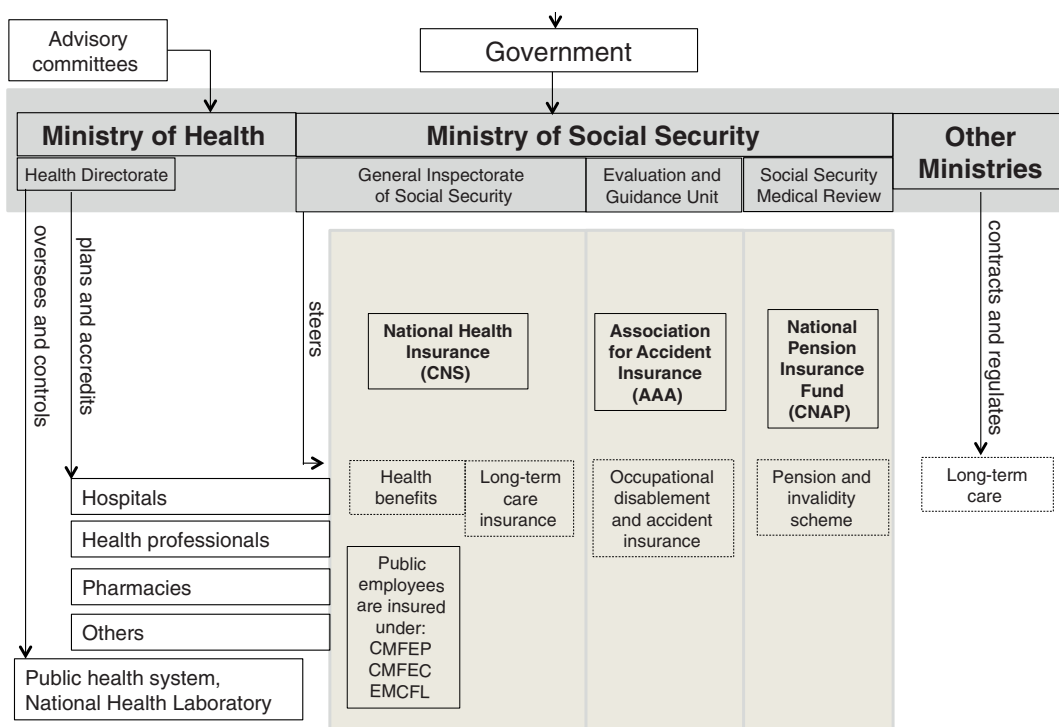 Advisory
committees
Government
Ministry of Health
Ministry of Social Security
Other
Ministries
Health Directorate
General Inspectorate
of Social Security
Evaluation and
Guidance Unit
Social Security
Medical Review
oversees and controls
plans and accredits
steers
contracts and regulates
National Health
Insurance
(CNS)
Association
for Accident
Insurance
(AAA)
National
Pension
Insurance
Fund
(CNAP)
Health
benefits
Long-term
care
insurance
Occupational
disablement
and accident
insurance
Pension and
invalidity
scheme
Long-term
care
Hospitals
Health professionals
Pharmacies
Others
Public
employees
are insured
under:
CMFEP
CMFEC
EMCFL
Public health system,
National Health Laboratory